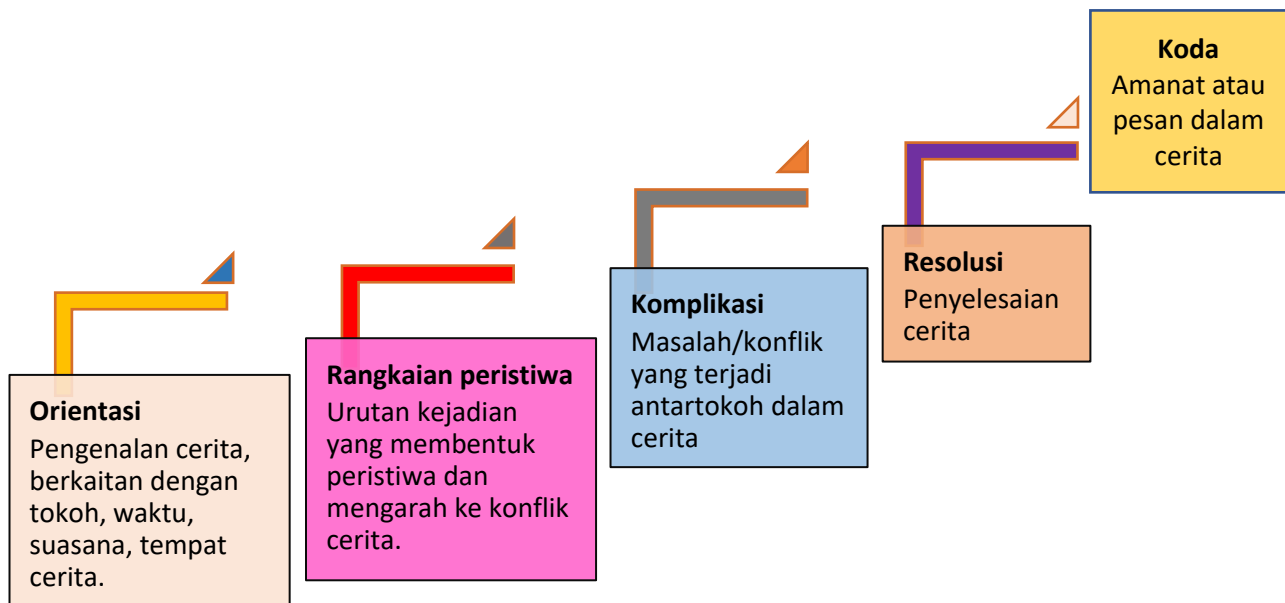 Orientasi
Pengenalan cerita,
berkaitan dengan
tokoh, waktu,
suasana, tempat
cerita.
Rangkaian peristiwa
Urutan kejadian
yang membentuk
peristiwa dan
mengarah ke konflik
cerita.
Komplikasi
Masalah/konflik
yang terjadi
antartokoh dalam
cerita
Resolusi
Penyelesaian
cerita
Koda
Amanat atau
pesan dalam
cerita